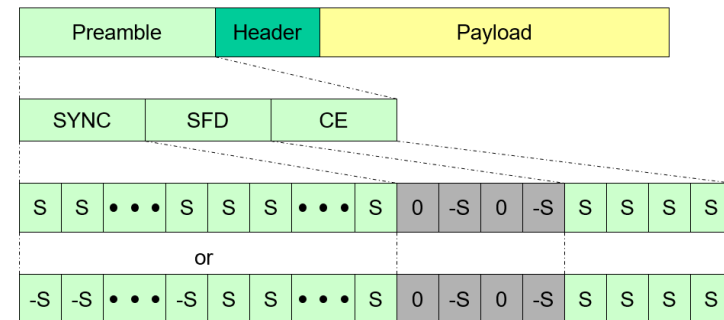 Preamble Header Payload
SYNC SFD CE
S S • • • S S S • • • S 0 -S 0 -S S S S S
or
-S -S • • • -S S S • • • S 0 -S 0 -S S S S S